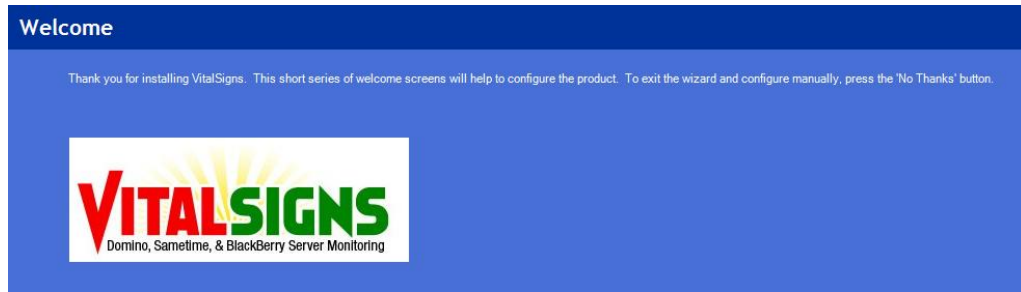 Welcome
Thank you for installing VitalSigns. This short series of welcome screens will help to configure the product. To exit the wizard and configure manually, press the 'No Thanks' button.
VITALSIGNS
Domino, Sametime, & BlackBerry Server Monitoring